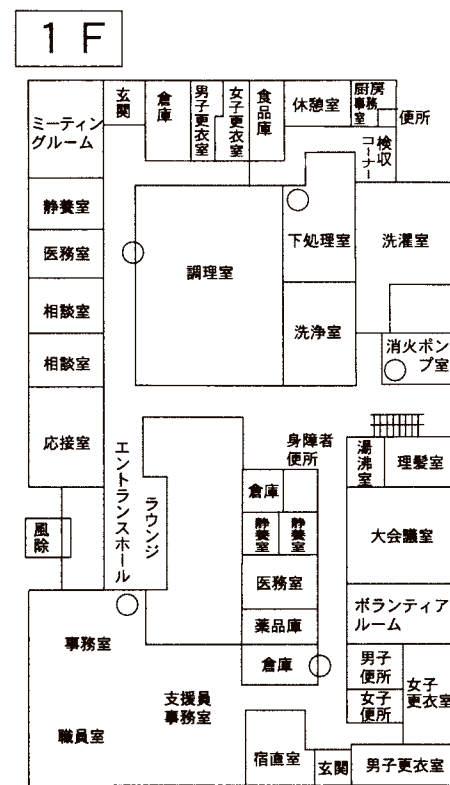 1F
玄関
倉庫
男子更衣室
女子更衣室
食品庫
休憩室
厨房
事務
室
便所
検収
コーナー
ミーティン
グルーム
静養室
医務室
相談室
相談室
応接室
調理室
下処理室
洗浄室
洗濯室
消火ポン
プ室
エントランスホール
ラウンジ
風除
身障者
便所
倉庫
静養室
静養室
医務室
薬品庫
倉庫
湯沸室
理髪室
大会議室
ボランティア
ルーム
男子
便所
女子
便所
女子
更衣室
事務室
職員室
支援員
事務室
宿直室
玄関
男子更衣室